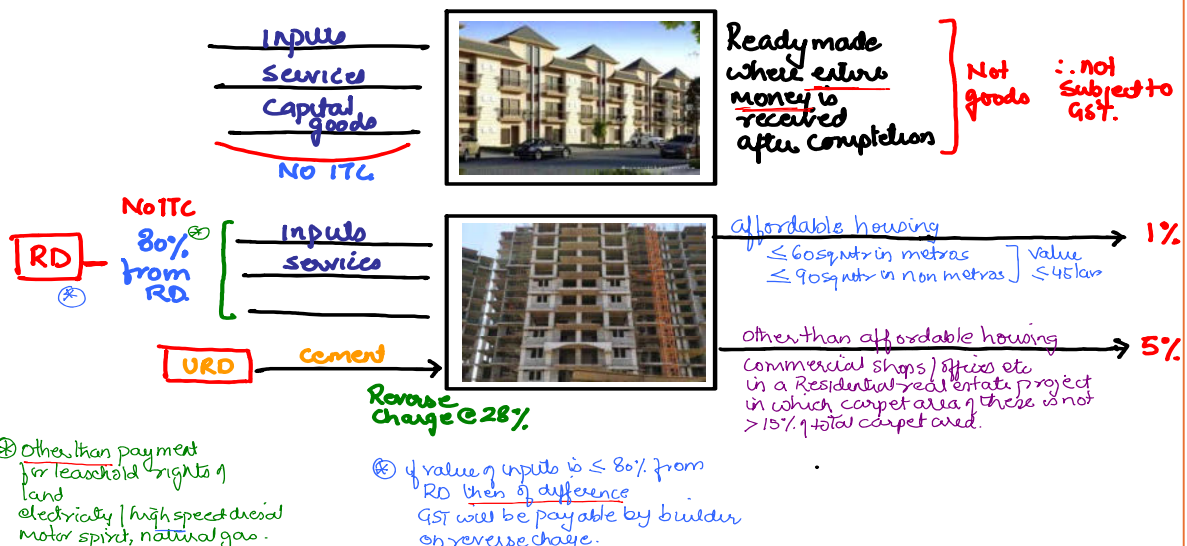 Inputs
Services
Capital
goods
NO ITC
Readymade
where entire
money is
received
after completion
Not
goods
∴ not
subject to
GST.
No ITC
80%
from
RD.
RD
Inputs
Services
URD
cement
Reverse
Charge @ 28%
affordable housing
≤ 60 sq mtr in metros
≤ 90 sq mtr in non metros
value
≤ 45 lac
1%
other than affordable housing
5%
Commercial shops / offices etc
in a Residential real estate project
in which carpet area of these is not
> 15% of total carpet area.
* other than payment
for leasehold rights of
land
electricity / high speed diesel
motor spirit, natural gas.
* if value of inputs is ≤ 80% from
RD then of difference
GST will be payable by builder
on reverse charge.